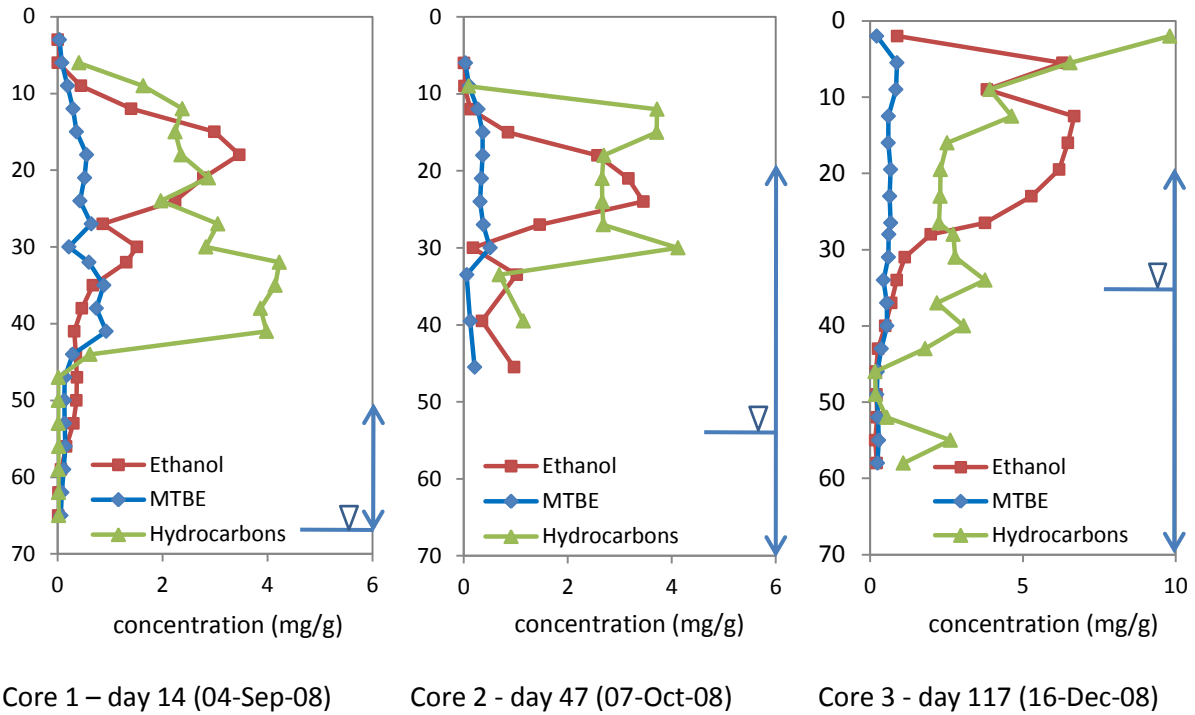 0
10
20
30
40
50
60
70
0 2 4 6
concentration (mg/g)
Ethanol
MTBE
Hydrocarbons
Core 1 – day 14 (04-Sep-08)
0
10
20
30
40
50
60
70
0 2 4 6
concentration (mg/g)
Ethanol
MTBE
Hydrocarbons
Core 2 - day 47 (07-Oct-08)
0
10
20
30
40
50
60
70
0 5 10
concentration (mg/g)
Ethanol
MTBE
Hydrocarbons
Core 3 - day 117 (16-Dec-08)